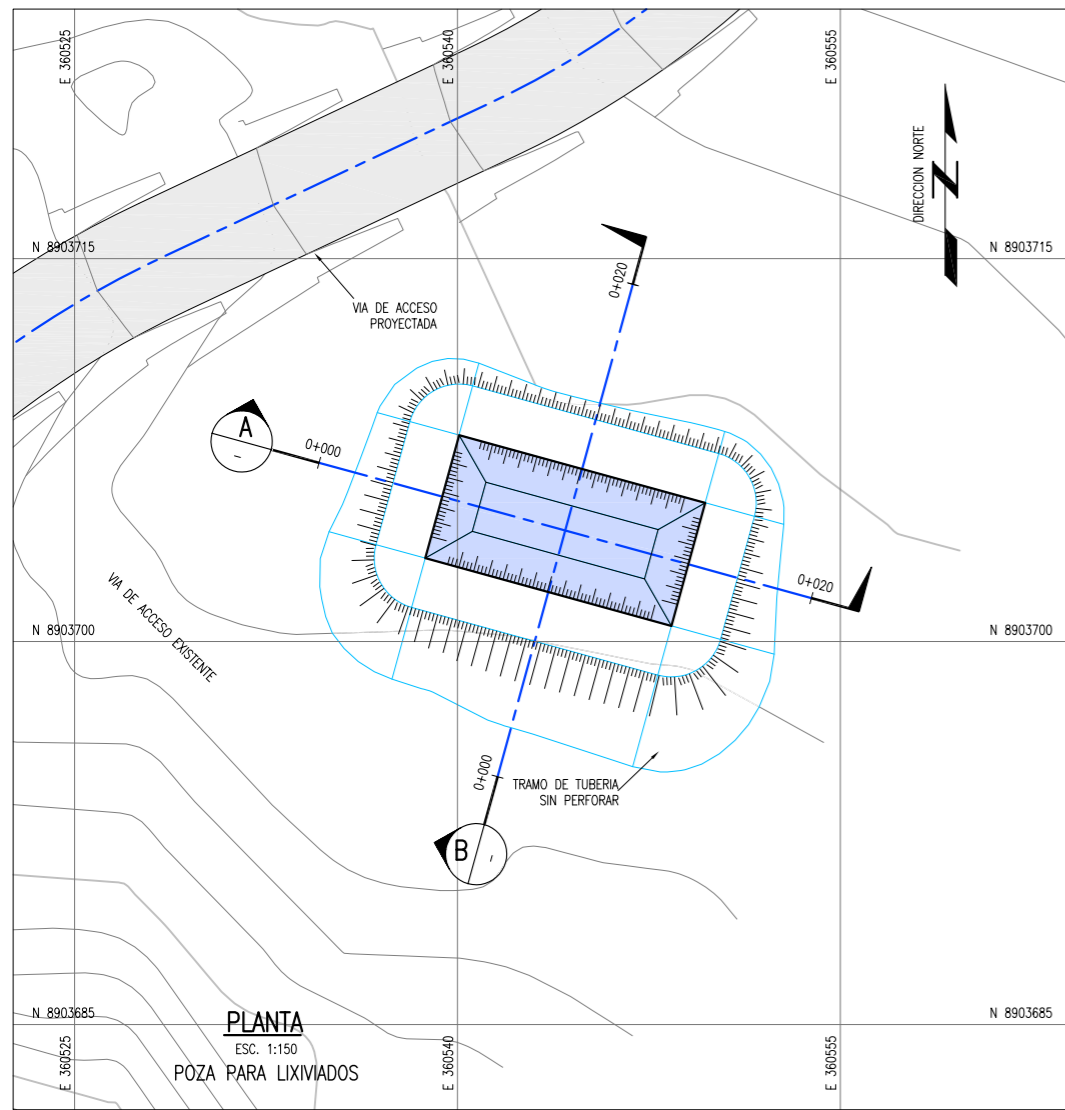 E 360525
E 360540
E 360555
DIRECCION NORTE
N
N 8903715
N 8903715
0+020
VIA DE ACCESO
PROYECTADA
A
-
0+000
0+020
VIA DE ACCESO EXISTENTE
N 8903700
N 8903700
0+000
TRAMO DE TUBERIA
SIN PERFORAR
B
-
N 8903685
N 8903685
PLANTA
ESC. 1:150
POZA PARA LIXIVIADOS
E 360525
E 360540
E 360555